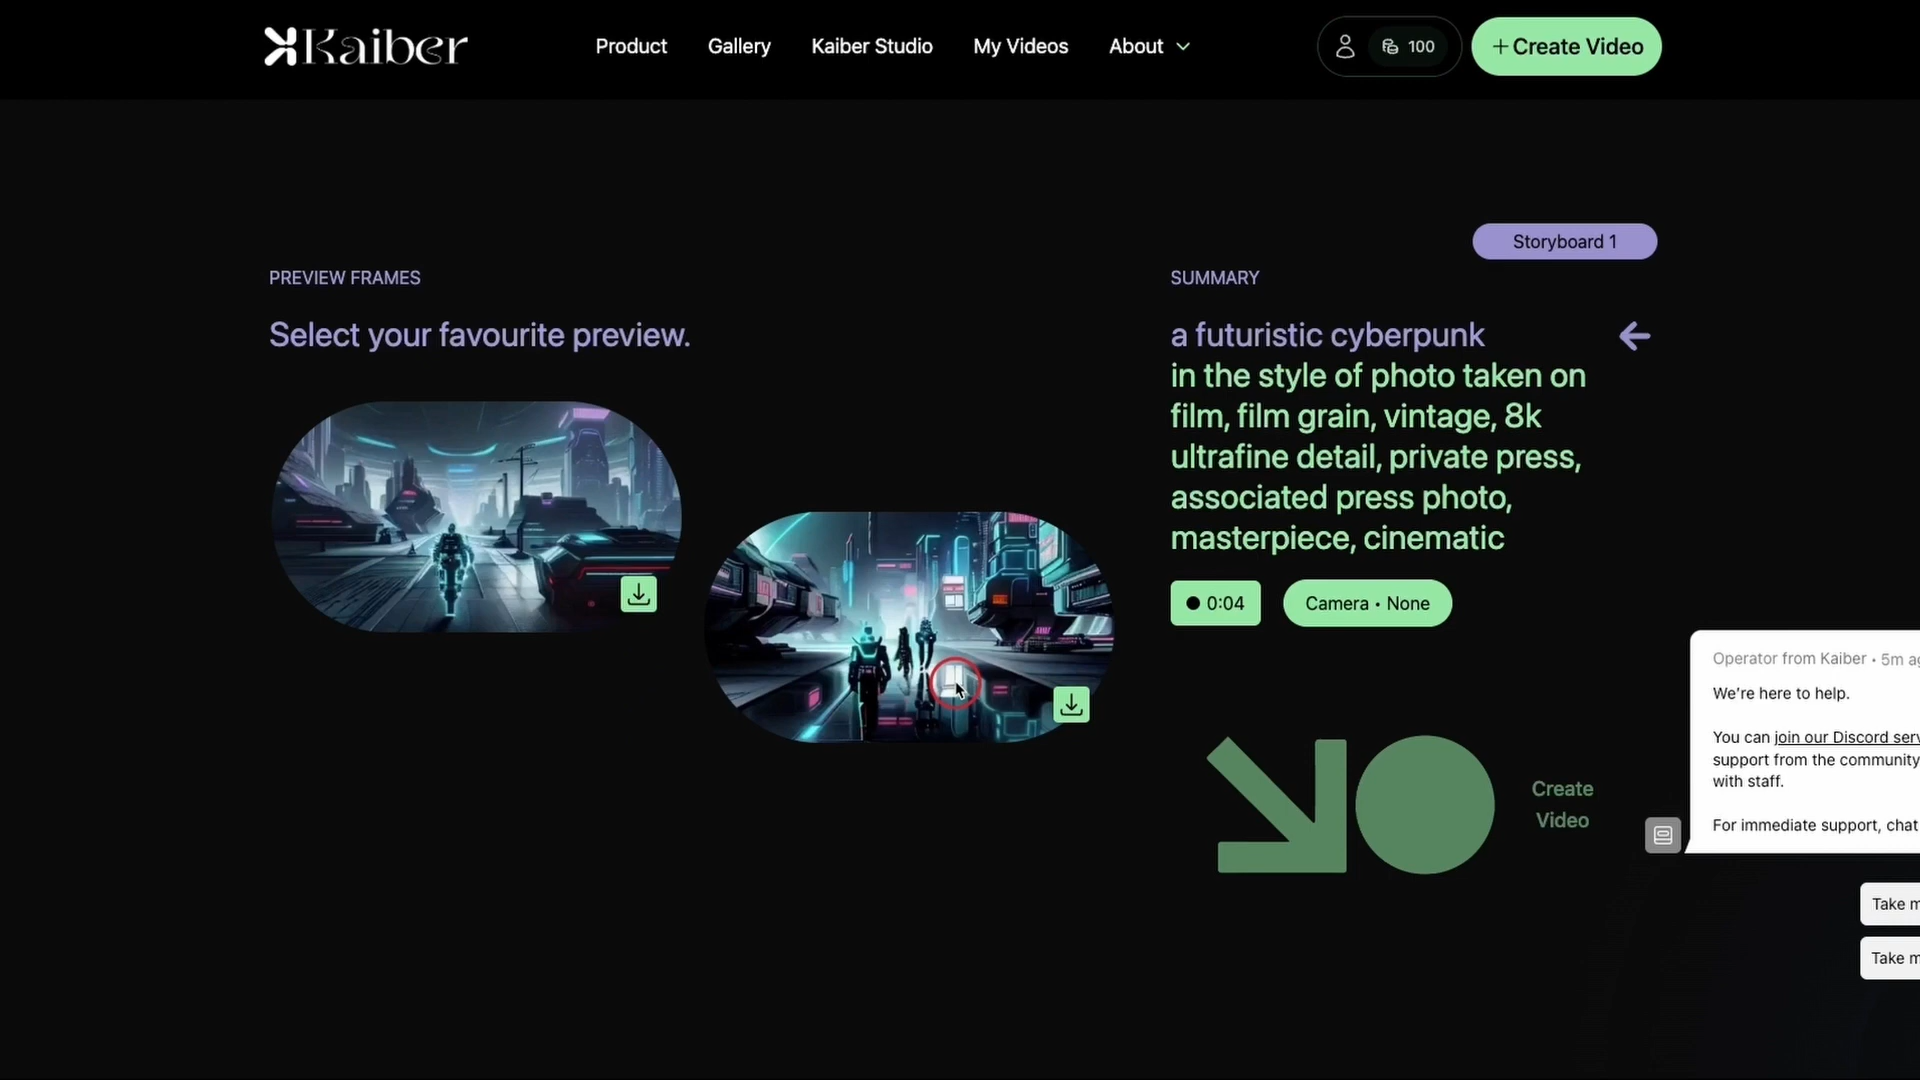 Kaiber
Product
Gallery
Kaiber Studio
My Videos
About
100
+Create Video
Storyboard 1
PREVIEW FRAMES
Select your favourite preview.
SUMMARY
a futuristic cyberpunk
in the style of photo taken on
film, film grain, vintage, 8k
ultrafine detail, private press,
associated press photo,
masterpiece, cinematic
0:04
Camera • None
Create
Video
Operator from Kaiber • 5m
We're here to help.
You can join our Discord
support from the community
with staff.
For immediate support, chat
Take
Take